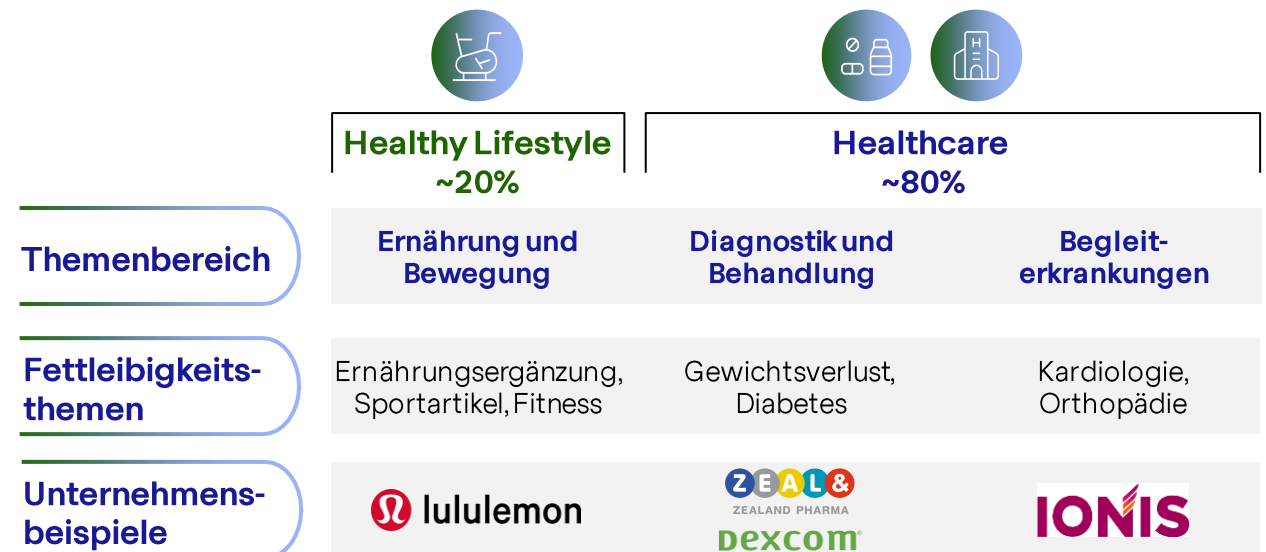 H
Healthy Lifestyle
~20%
Healthcare
~80%
Themenbereich
Ernährung und
Bewegung
Diagnostik und
Behandlung
Begleit-
erkrankungen
Fettleibigkeits-
themen
Ernährungsergänzung,
Sportartikel, Fitness
Gewichtsverlust,
Diabetes
Kardiologie,
Orthopädie
Unternehmens-
beispiele
lululemon
ZEAL&
ZEALAND PHARMA
Dexcom®
IONIS